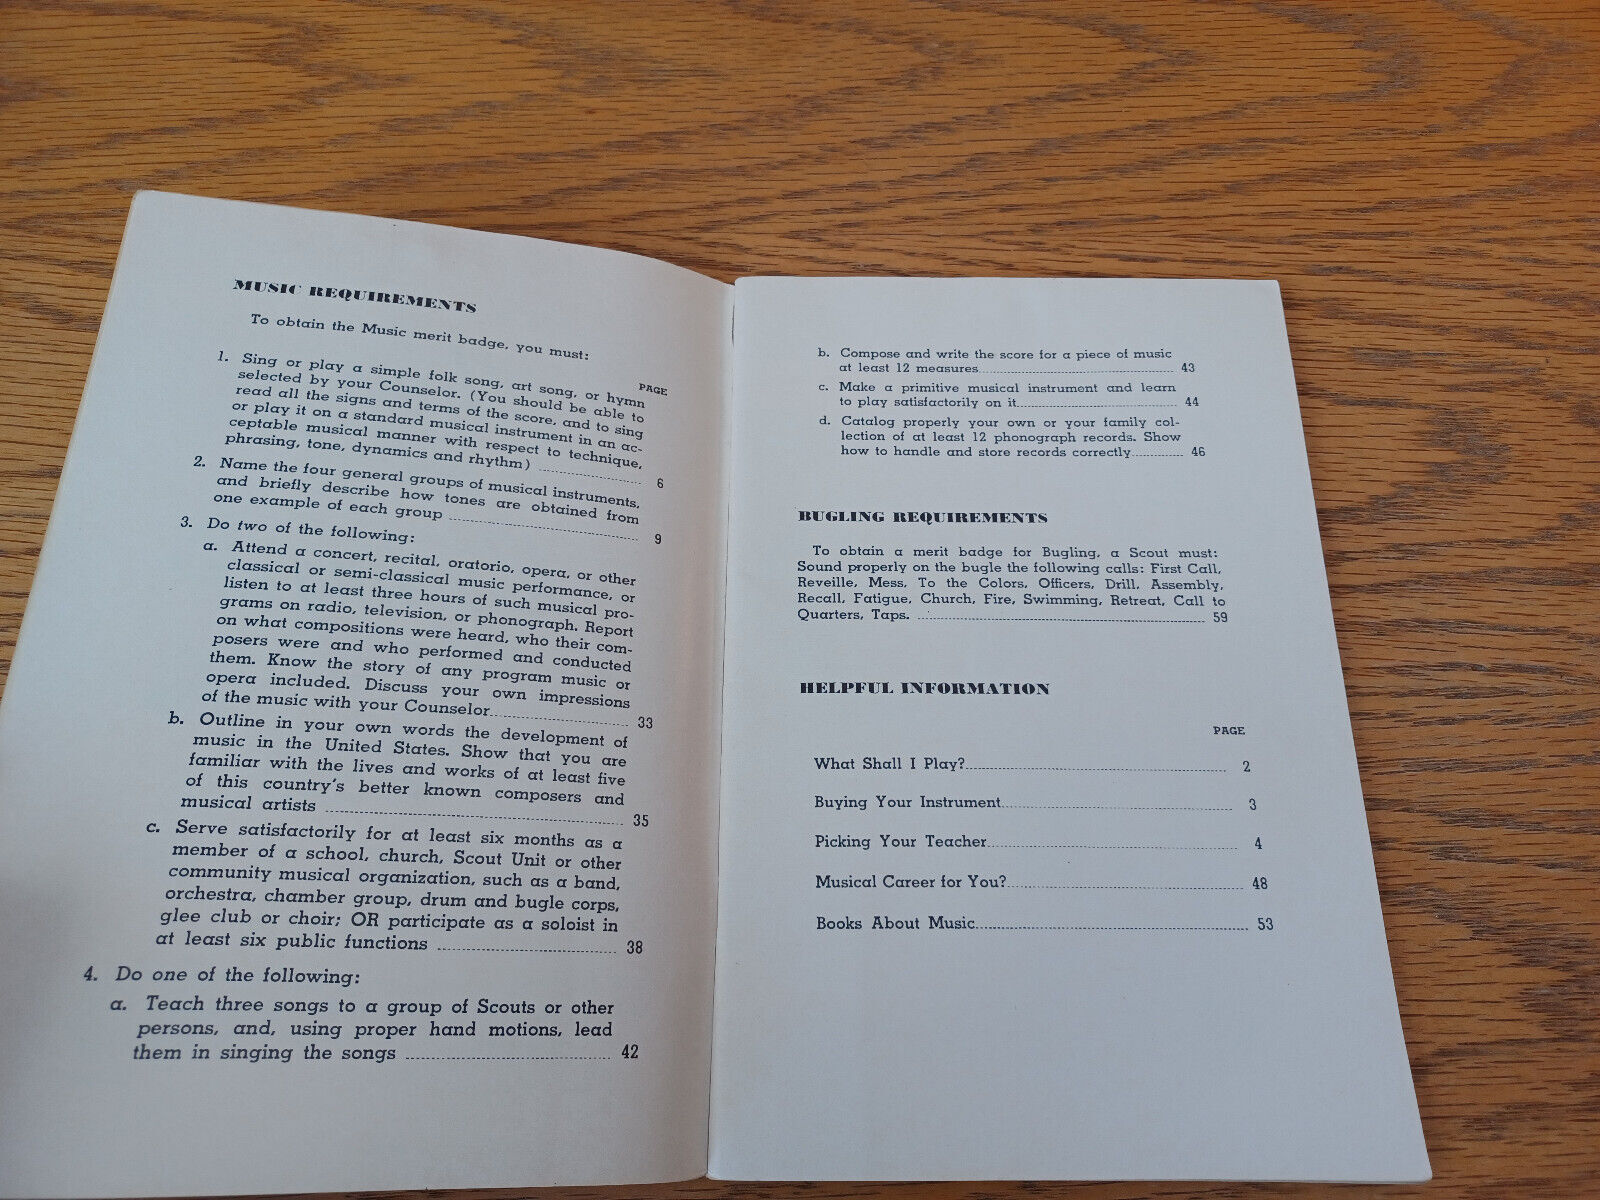 MUSIC REQUIREMENTS
To obtain the Music merit badge, you must:
PAGE
1. Sing or play a simple folk song, art song, or hymn
selected by your Counselor. (You should be able to
read all the signs and terms of the score, and to sing
or play it on a standard musical instrument in an ac-
ceptable musical manner with respect to technique,
phrasing, tone, dynamics and rhythm) 6
2. Name the four general groups of musical instruments,
and briefly describe how tones are obtained from
one example of each group 9
3. Do two of the following:
a. Attend a concert, recital, oratorio, opera, or other
classical or semi-classical music performance, or
listen to at least three hours of such musical pro-
grams on radio, television, or phonograph. Report
on what compositions were heard, who their com-
posers were and who performed and conducted
them. Know the story of any program music or
opera included. Discuss your own impressions
of the music with your Counselor 33
b. Outline in your own words the development of
music in the United States. Show that you are
familiar with the lives and works of at least five
of this country's better known composers and
musical artists 35
c. Serve satisfactorily for at least six months as a
member of a school, church, Scout Unit or other
community musical organization, such as a band,
orchestra, chamber group, drum and bugle corps,
glee club or choir; OR participate as a soloist in
at least six public functions 38
4. Do one of the following:
a. Teach three songs to a group of Scouts or other
persons, and, using proper hand motions, lead
them in singing the songs 42
b. Compose and write the score for a piece of music
at least 12 measures 43
c. Make a primitive musical instrument and learn
to play satisfactorily on it 44
d. Catalog properly your own or your family col-
lection of at least 12 phonograph records. Show
how to handle and store records correctly 46
BUGLING REQUIREMENTS
To obtain a merit badge for Bugling, a Scout must:
Sound properly on the bugle the following calls: First Call,
Reveille, Mess, To the Colors, Officers, Drill, Assembly,
Recall, Fatigue, Church, Fire, Swimming, Retreat, Call to
Quarters, Taps. 59
HELPFUL INFORMATION
PAGE
What Shall I Play? 2
Buying Your Instrument 3
Picking Your Teacher 4
Musical Career for You? 48
Books About Music 53